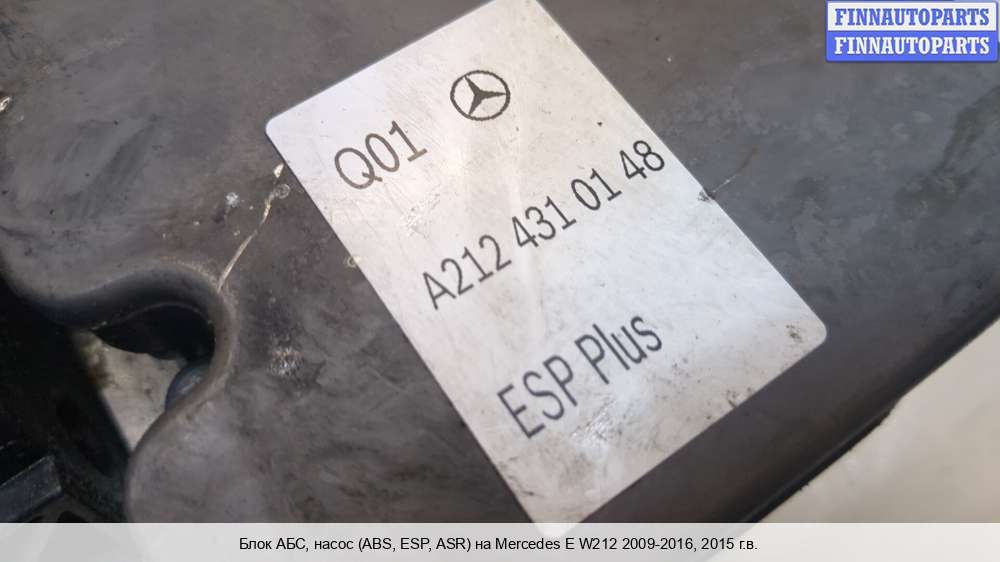 FINNAUTOPARTS
FINNAUTOPARTS
Q01
A212 431 01 48
ESP Plus
Блок АБС, насос (ABS, ESP, ASR) на Mercedes E W212 2009-2016, 2015 г.в.